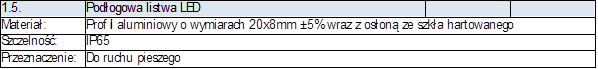 1.5. Podłogowa listwa LED
Materiał: Profil aluminiowy o wymiarach 20x8mm ±5% wraz z osłoną ze szkła hartowanego
Szczelność: IP65
Przeznaczenie: Do ruchu pieszego